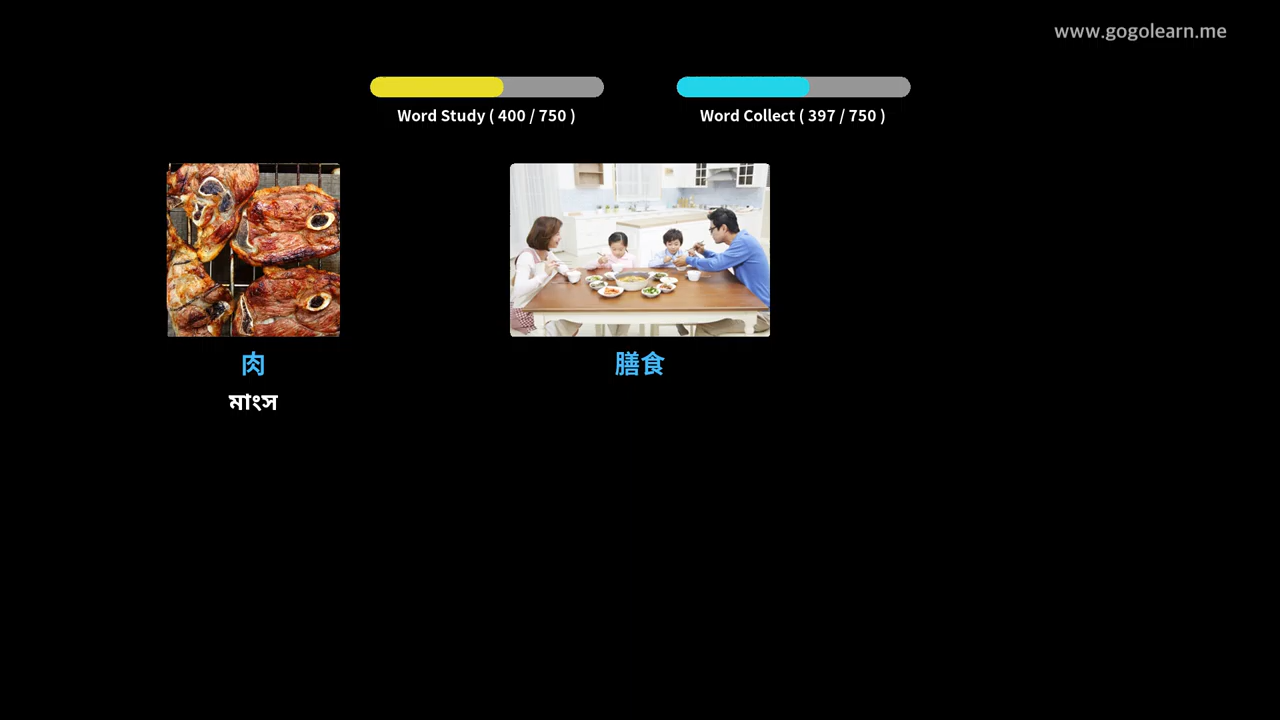 www.gogolearn.me
Word Study ( 400 / 750 )
Word Collect ( 397 / 750 )
肉
膳食
মাংস